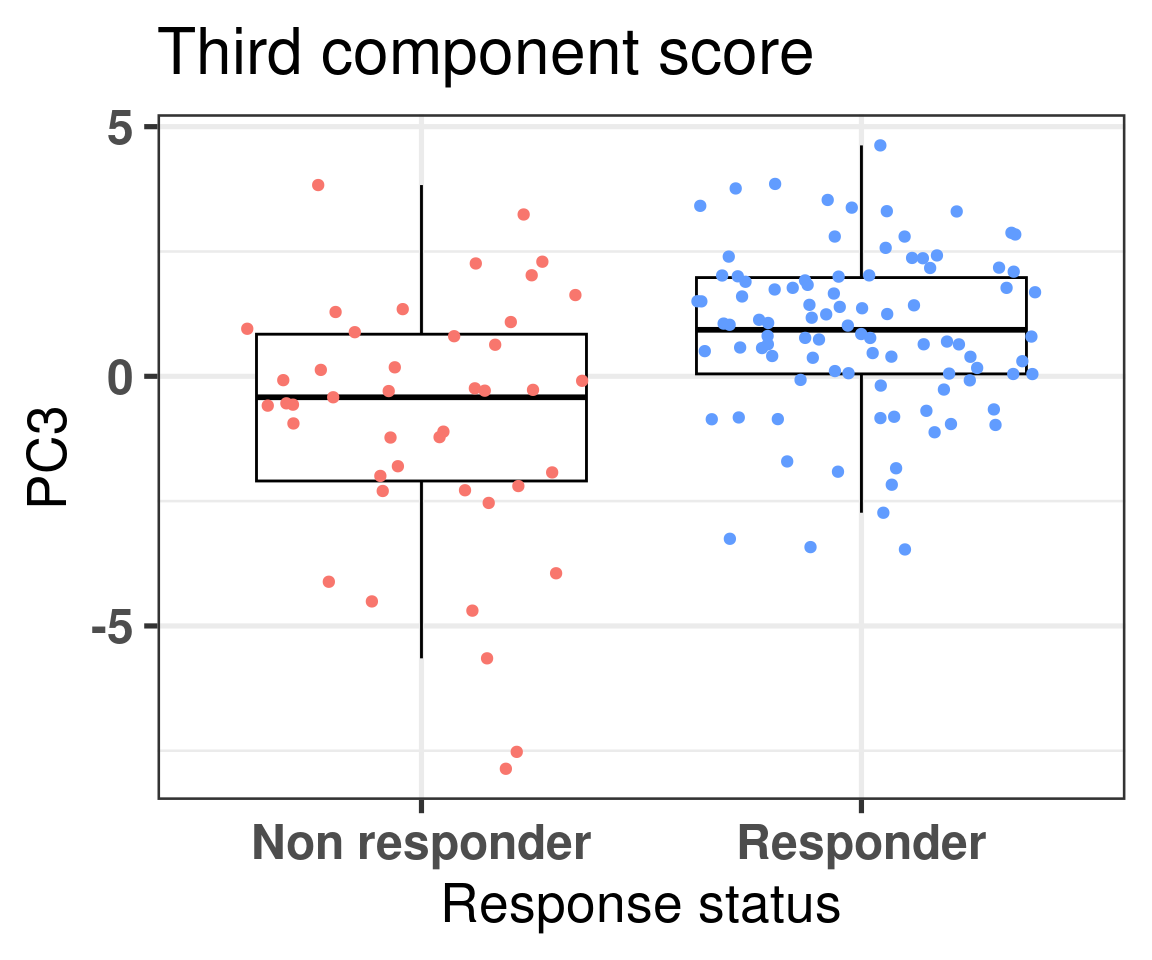 Third component score
5
0
-5
PC3
Non responder
Responder
Response status